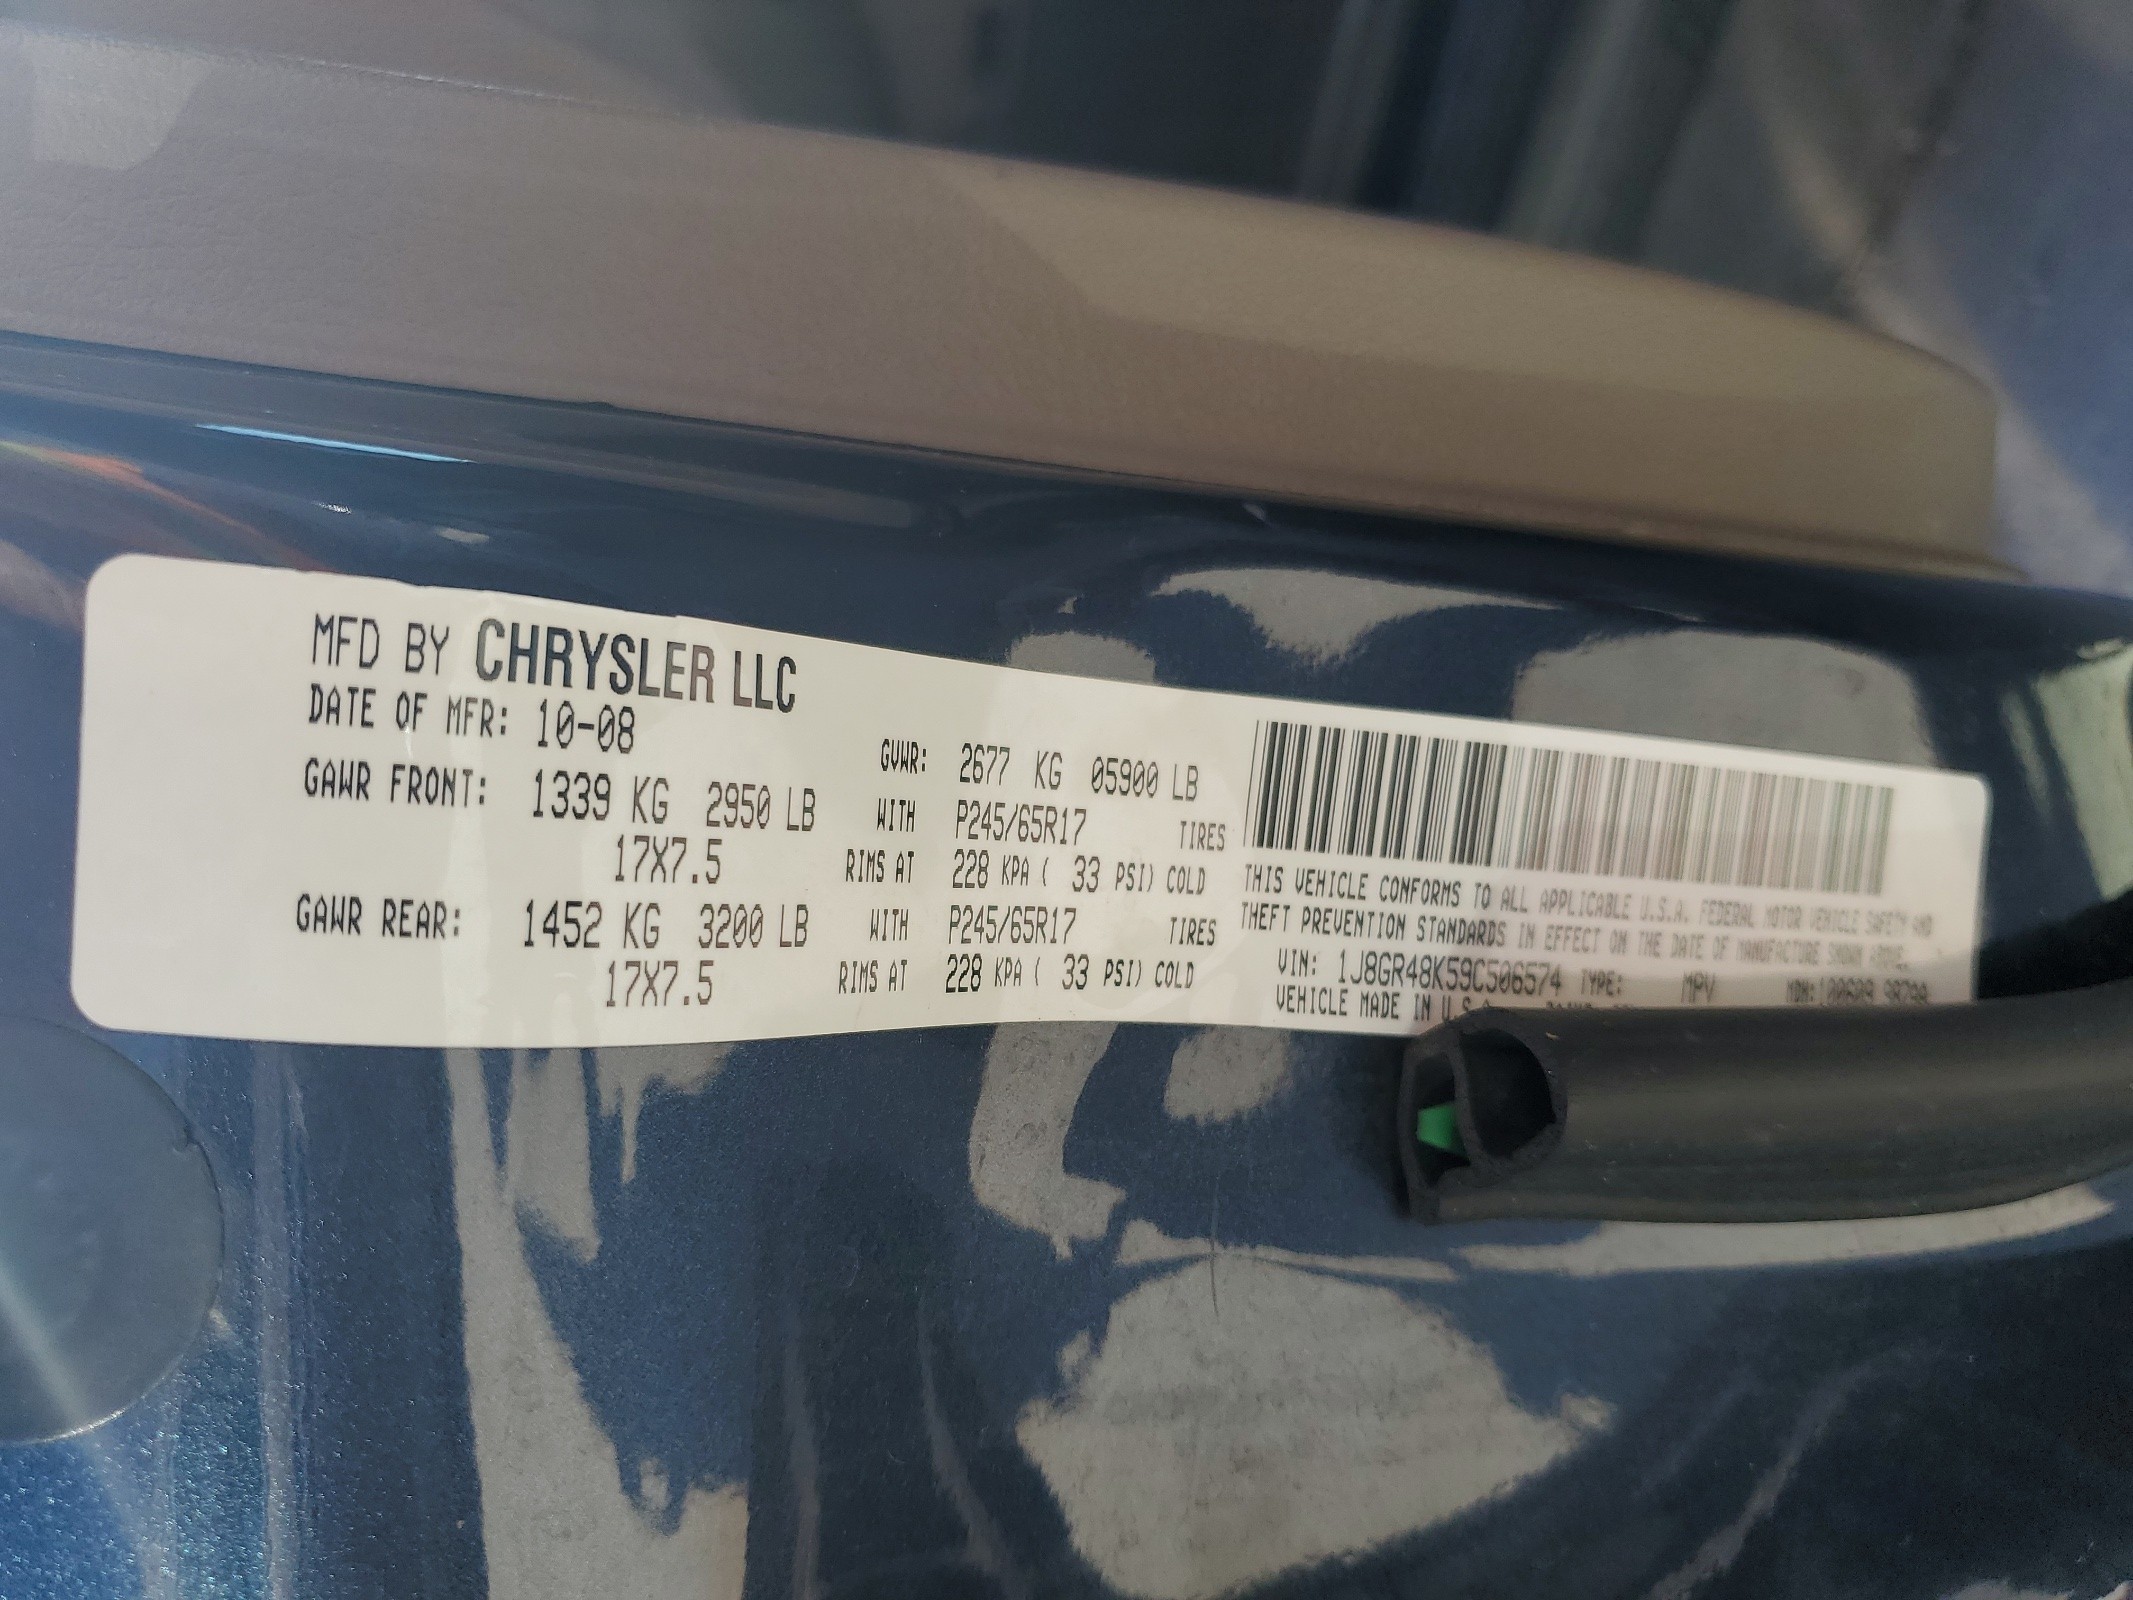 MFD BY CHRYSLER LLC
DATE OF MFR: 10-08
GVWR: 2677 KG 05900 LB
GAWR FRONT: 1339 KG 2950 LB WITH P245/65R17 TIRES
17X7.5 RIMS AT 228 KPA ( 33 PSI) COLD
GAWR REAR: 1452 KG 3200 LB WITH P245/65R17 TIRES
17X7.5 RIMS AT 228 KPA ( 33 PSI) COLD
THIS VEHICLE CONFORMS TO ALL APPLICABLE U.S.A. FEDERAL MOTOR VEHICLE SAFETY AND
THEFT PREVENTION STANDARDS IN EFFECT ON THE DATE OF MANUFACTURE SHOWN ABOVE.
VIN: 1J8GR48K59C506574 TYPE: MPV MDH:
VEHICLE MADE IN U.S.A.